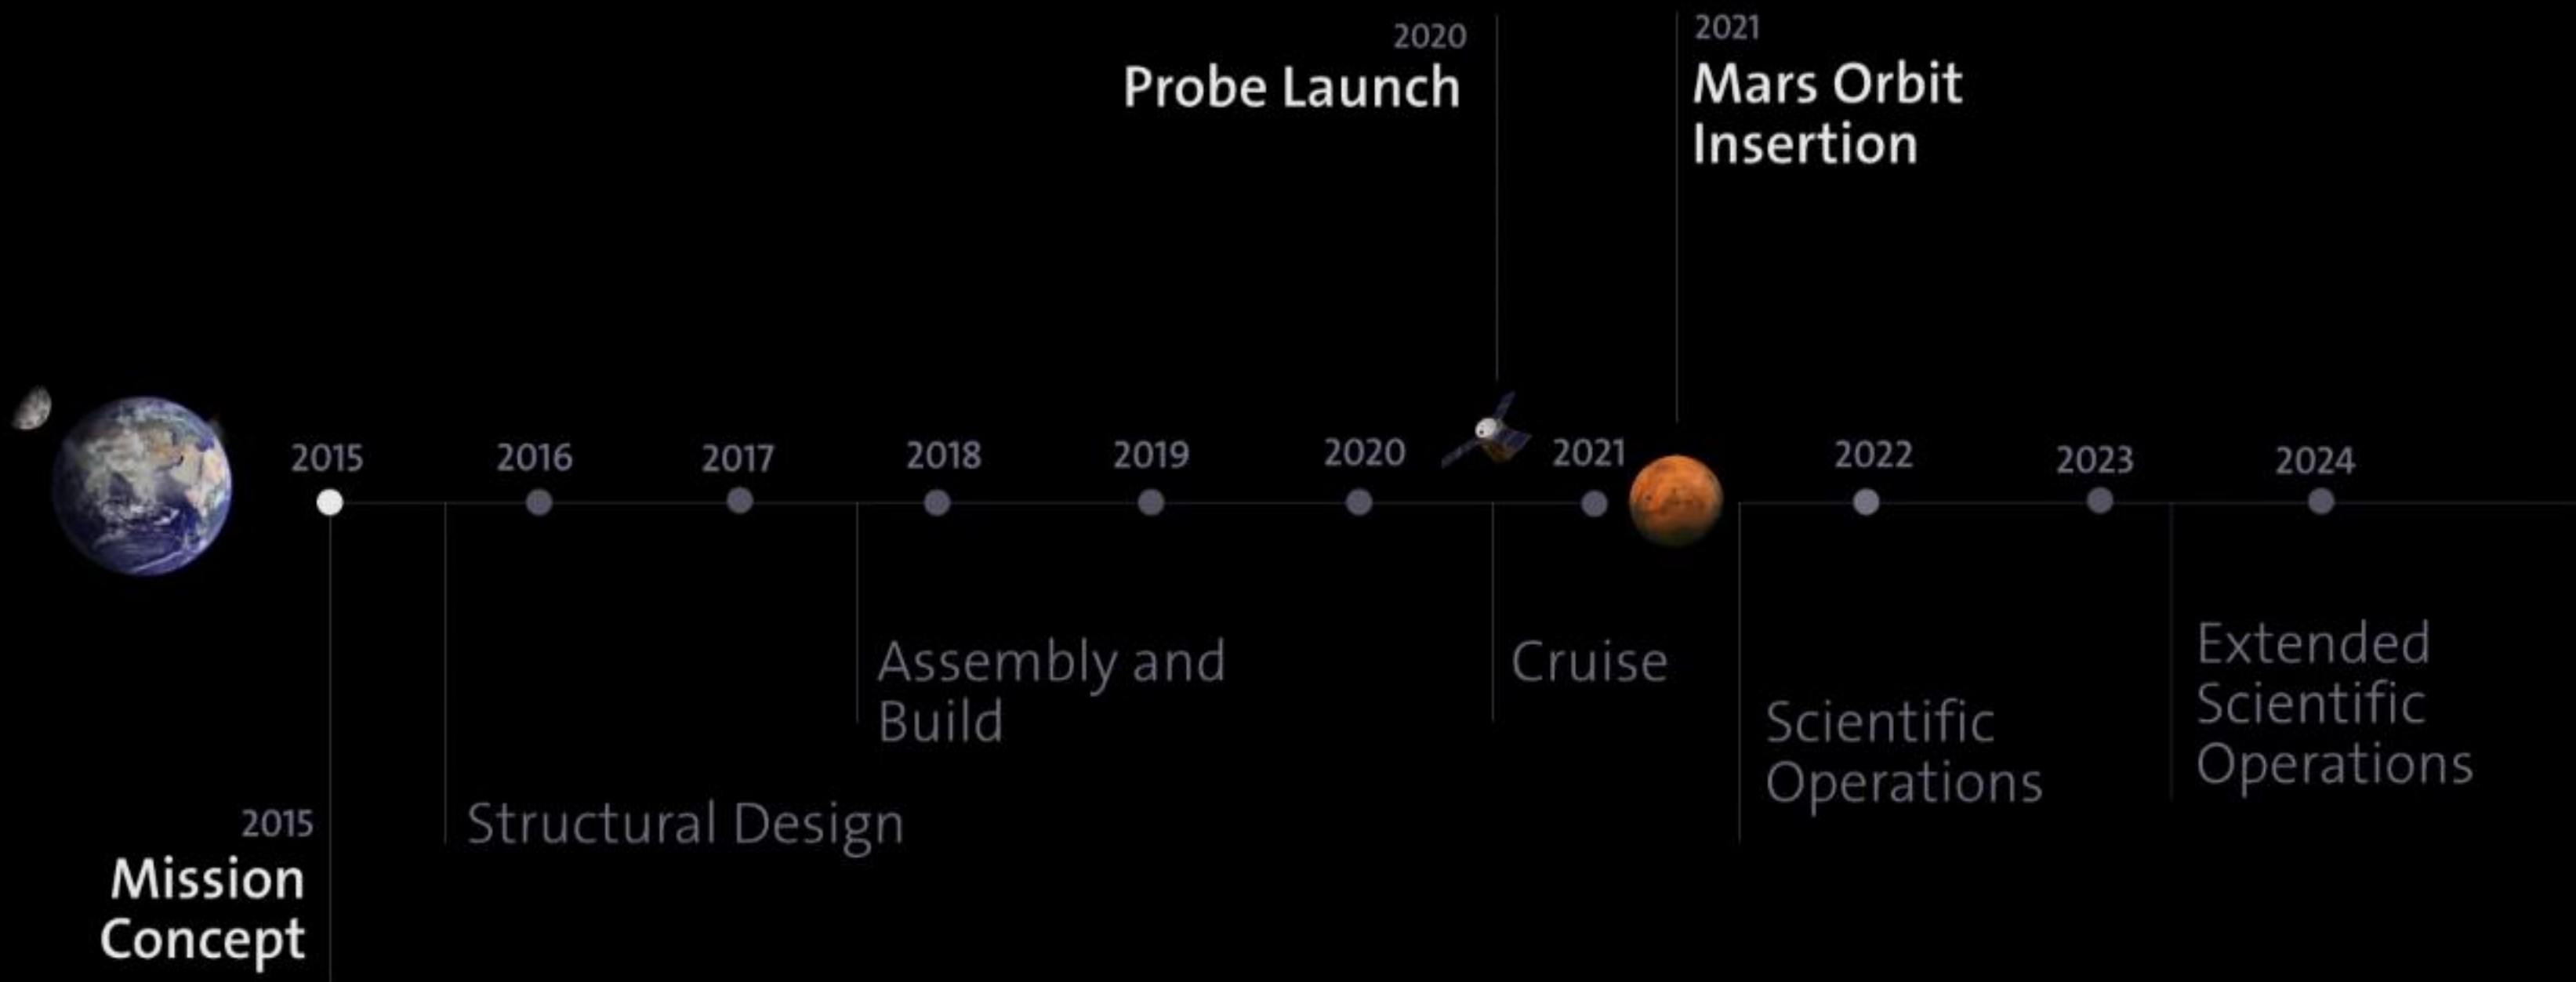 2020
Probe Launch
2021
Mars Orbit
Insertion
2015
2016
2017
2018
2019
2020
2021
2022
2023
2024
Assembly and
Build
Cruise
Scientific
Operations
Extended
Scientific
Operations
Structural Design
2015
Mission
Concept